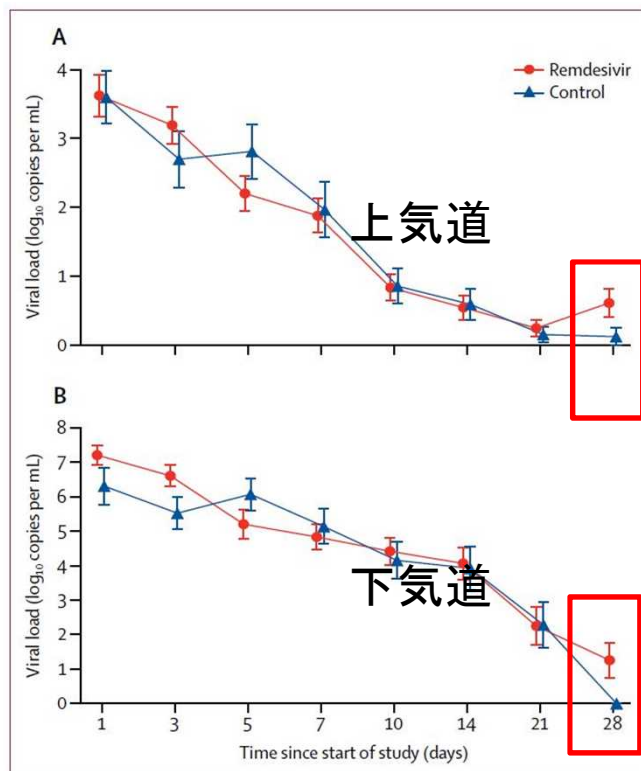 A
Remdesivir
Control
Viral load (log₁₀ copies per mL)
4
3
2
1
0
上気道
B
Viral load (log₁₀ copies per mL)
8
7
6
5
4
3
2
1
0
下気道
1 3 5 7 10 14 21 28
Time since start of study (days)